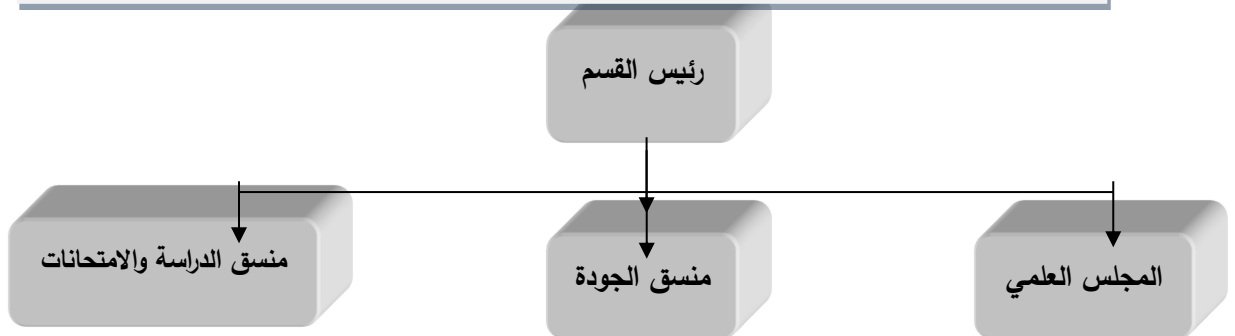 رئيس القسم
المجلس العلمي
منسق الجودة
منسق الدراسة والامتحانات